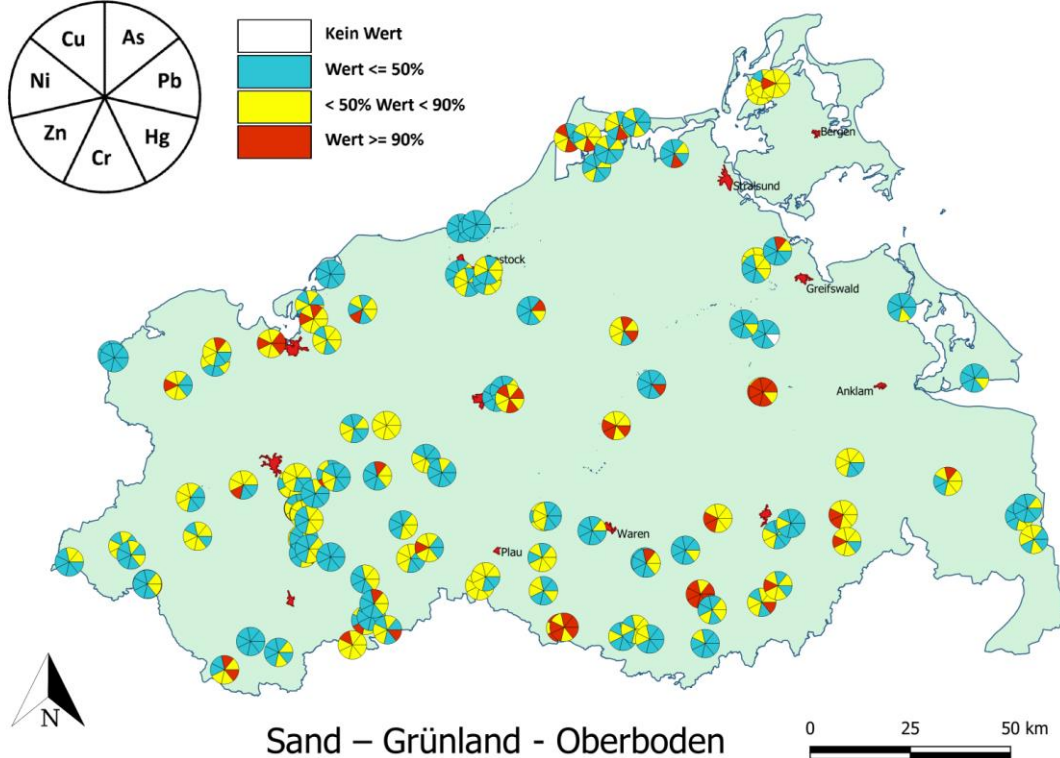 Cu As
Ni Pb
Zn Hg
Cr
Kein Wert
Wert <= 50%
< 50% Wert < 90%
Wert >= 90%
Bergen
Stralsund
Greifswald
Anklam
Waren
Plau
N
Sand – Grünland - Oberboden
0 25 50 km